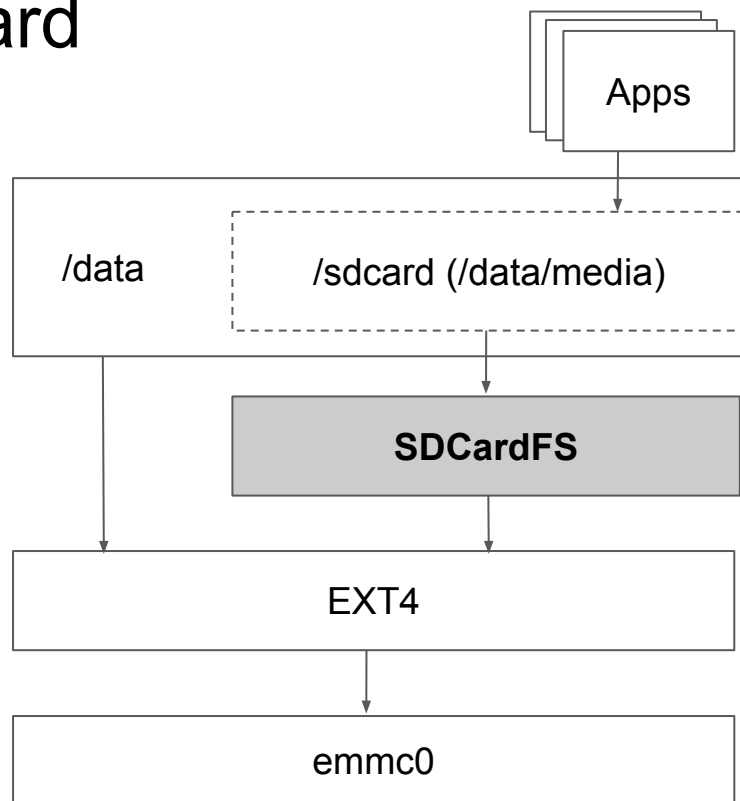 ard
Apps
/data
/sdcard (/data/media)
SDCardFS
EXT4
emmc0